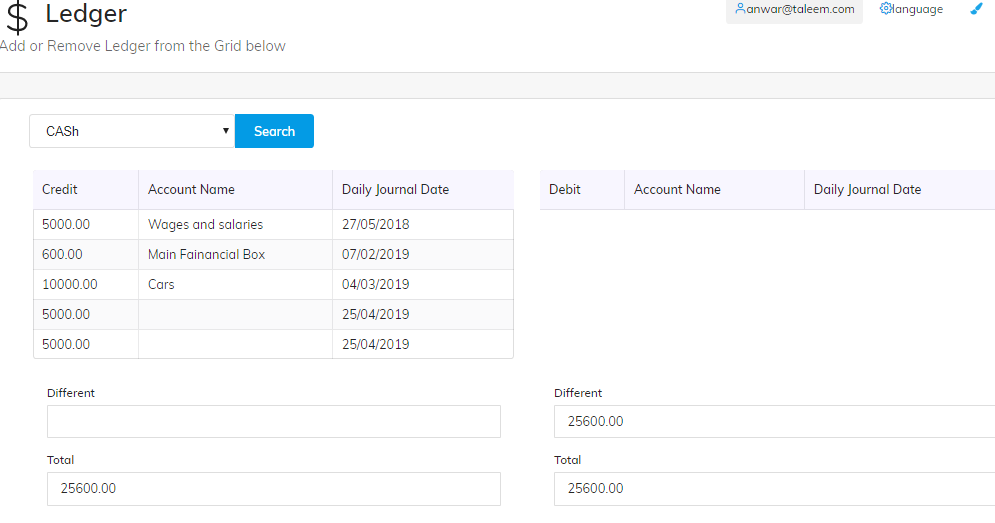 $ Ledger
anwar@taleem.com language
Add or Remove Ledger from the Grid below
CASh Search
Credit Account Name Daily Journal Date Debit Account Name Daily Journal Date
5000.00 Wages and salaries 27/05/2018
600.00 Main Fainancial Box 07/02/2019
10000.00 Cars 04/03/2019
5000.00 25/04/2019
5000.00 25/04/2019
Different Different
25600.00
Total Total
25600.00 25600.00